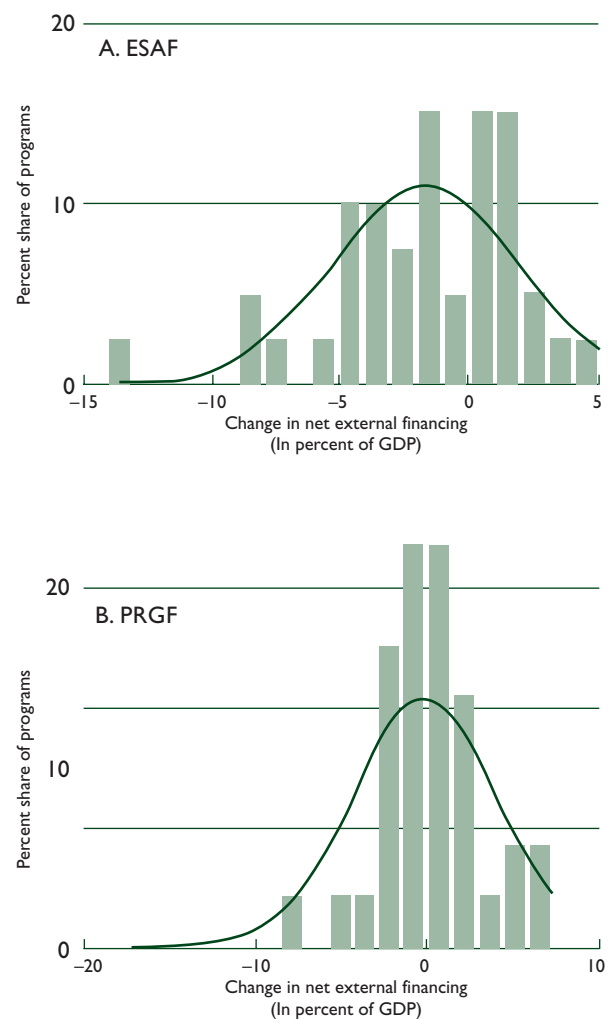 20
A. ESAF
Percent share of programs
10
0
−15 −10 −5 0 5
Change in net external financing
(In percent of GDP)
20
B. PRGF
Percent share of programs
10
0
−20 −10 0 10
Change in net external financing
(In percent of GDP)